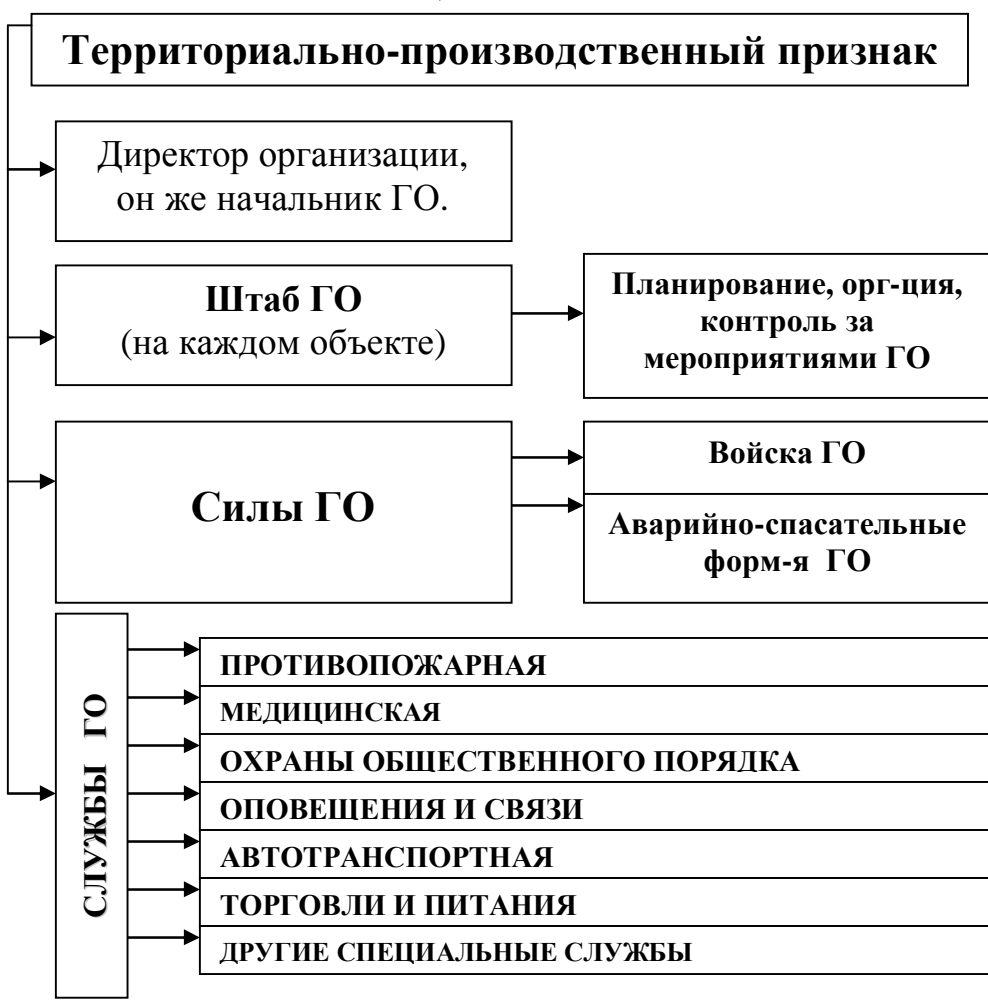 Территориально-производственный признак
Директор организации,
он же начальник ГО.
Штаб ГО
(на каждом объекте)
Планирование, орг-ция,
контроль за
мероприятиями ГО
Силы ГО
Войска ГО
Аварийно-спасательные
форм-я ГО
СЛУЖБЫ ГО
ПРОТИВОПОЖАРНАЯ
МЕДИЦИНСКАЯ
ОХРАНЫ ОБЩЕСТВЕННОГО ПОРЯДКА
ОПОВЕЩЕНИЯ И СВЯЗИ
АВТОТРАНСПОРТНАЯ
ТОРГОВЛИ И ПИТАНИЯ
ДРУГИЕ СПЕЦИАЛЬНЫЕ СЛУЖБЫ